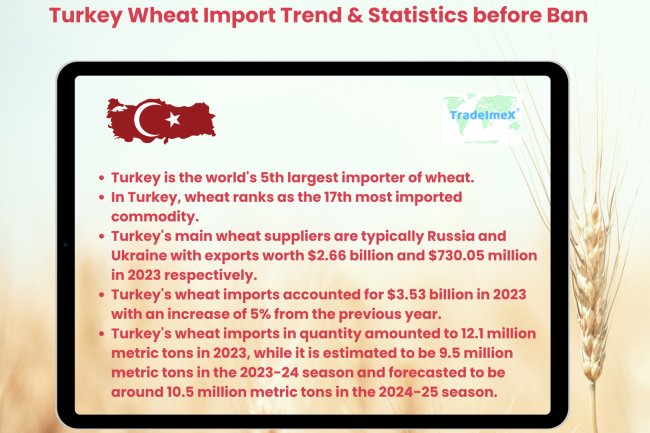 Turkey Wheat Import Trend & Statistics before Ban
TradeImeX
• Turkey is the world's 5th largest importer of wheat.
• In Turkey, wheat ranks as the 17th most imported
commodity.
• Turkey's main wheat suppliers are typically Russia and
Ukraine with exports worth $2.66 billion and $730.05 million
in 2023 respectively.
• Turkey's wheat imports accounted for $3.53 billion in 2023
with an increase of 5% from the previous year.
• Turkey's wheat imports in quantity amounted to 12.1 million
metric tons in 2023, while it is estimated to be 9.5 million
metric tons in the 2023-24 season and forecasted to be
around 10.5 million metric tons in the 2024-25 season.